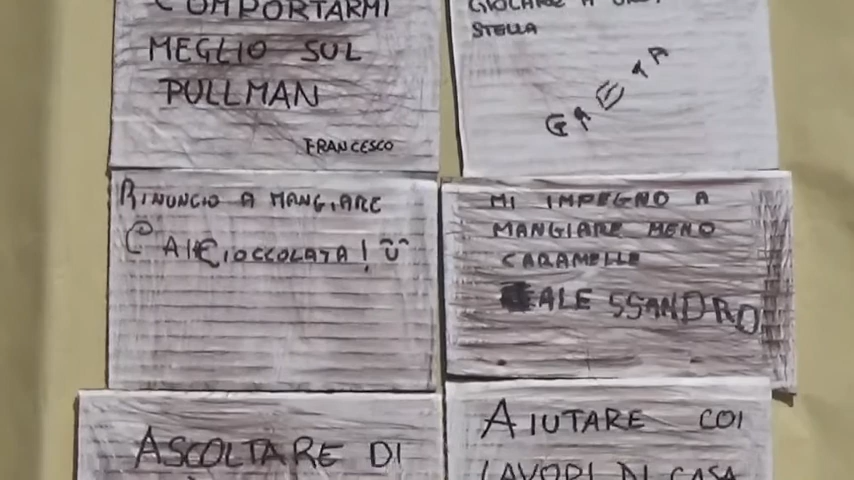 COMPORTARMI
MEGLIO SUL
PULLMAN
FRANCESCO
GIOCARE A
STELLA
GAETA
RINUNCIO A MANGIARE
CIOCCOLATA!
MI IMPEGNO A
MANGIARE MENO
CARAMELLE
ALESSANDRO
ASCOLTARE DI
AIUTARE COI
LAVORI DI CASA